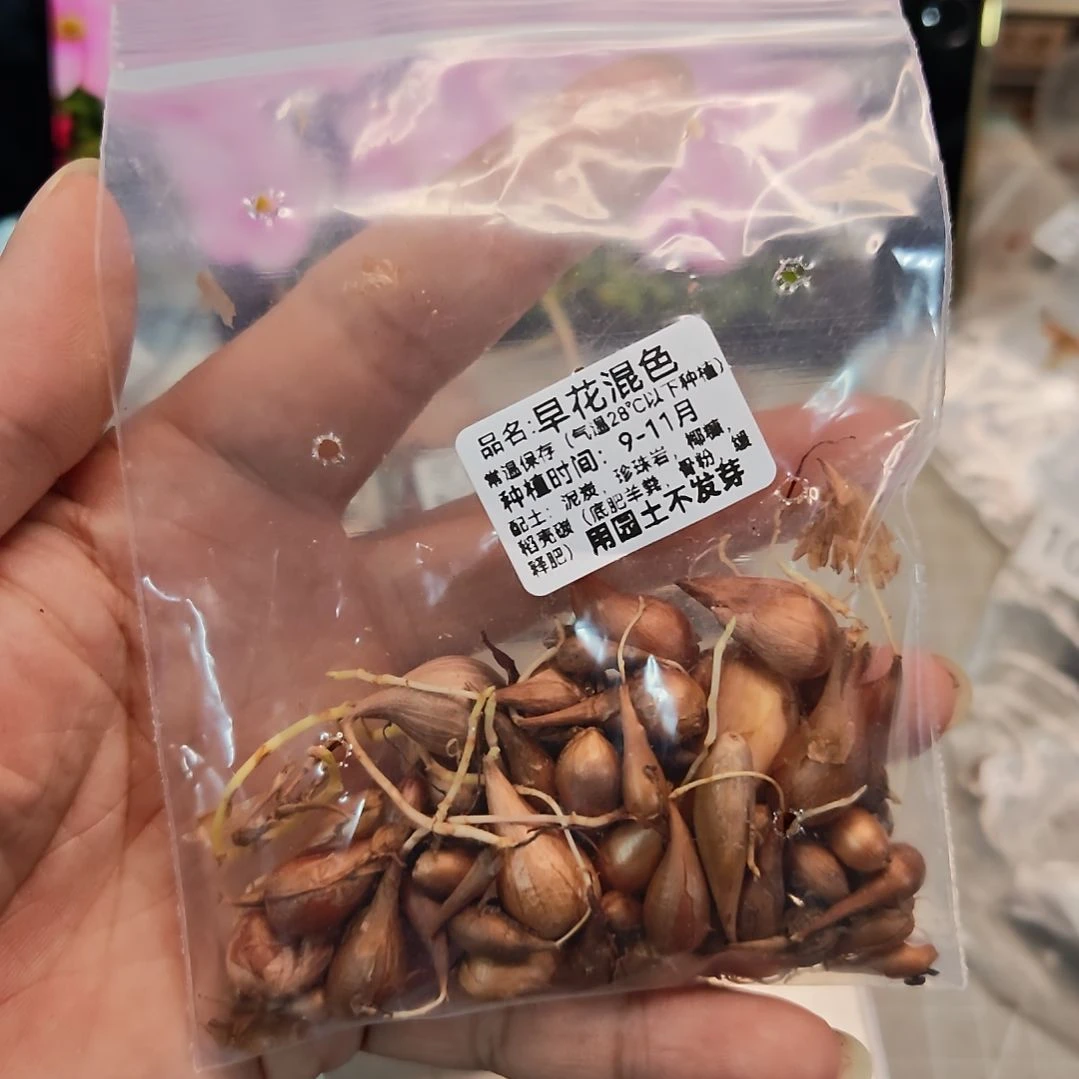 品名:早花混色
常温保存（气温28℃以下种植）
种植时间：9-11月
配土：泥炭，珍珠岩，椰糠，
稻壳碳（底肥羊粪，骨粉，缓
释肥）用园土不发芽